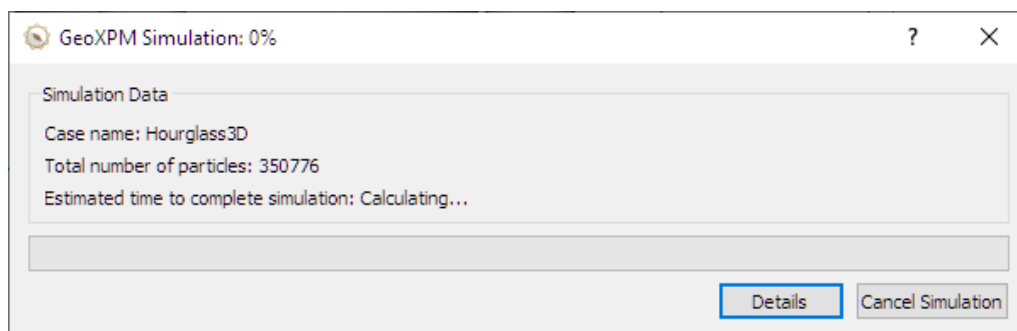 GeoXPM Simulation: 0%
?
Simulation Data
Case name: Hourglass3D
Total number of particles: 350776
Estimated time to complete simulation: Calculating...
Details
Cancel Simulation